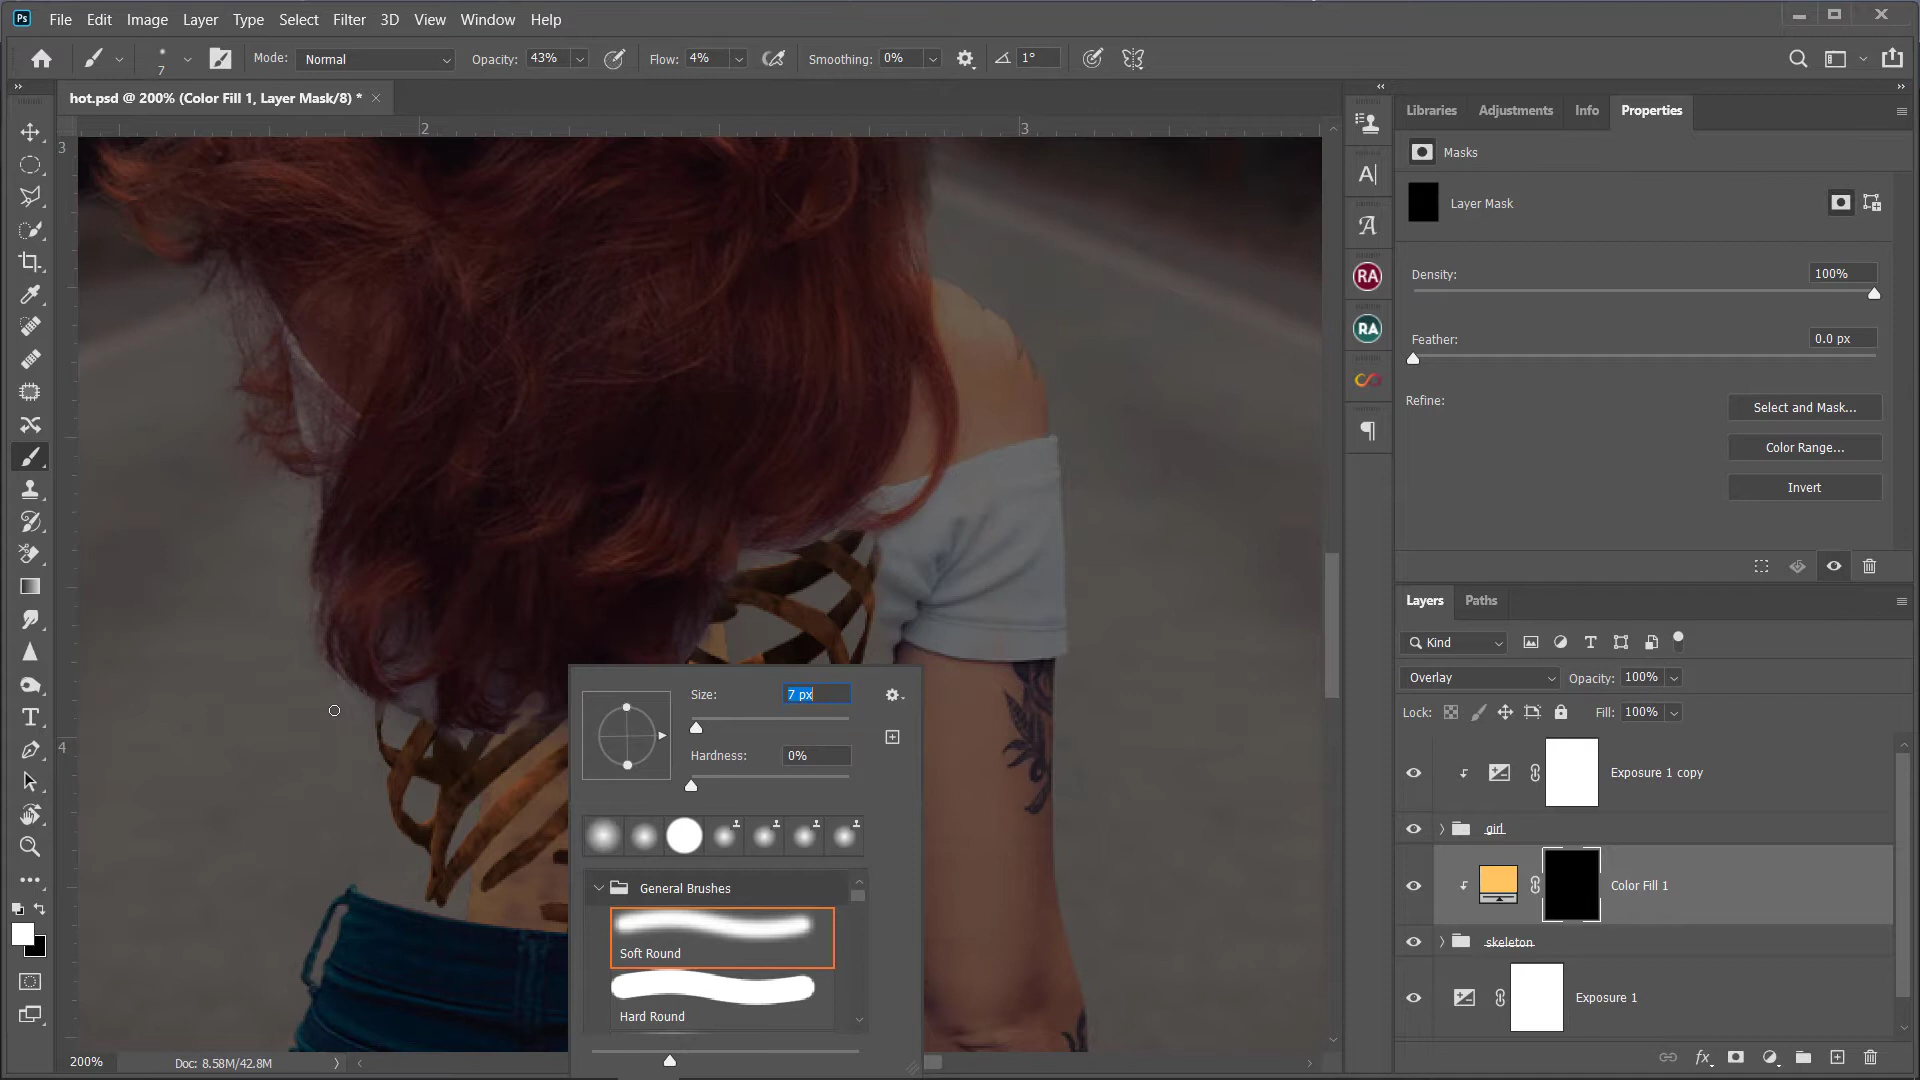 Ps File Edit Image Layer Type Select Filter 3D View Window Help
7 Mode: Normal Opacity: 43% Flow: 4% Smoothing: 0% 1°
hot.psd @ 200% (Color Fill 1, Layer Mask/8) *
2 3
3
4
Libraries Adjustments Info Properties
Masks
Layer Mask
Density: 100%
Feather: 0.0 px
Refine:
Select and Mask...
Color Range...
Invert
A|
A
RA
RA
Size: 7 px
Hardness: 0%
General Brushes
Soft Round
Hard Round
Layers Paths
Kind
Overlay Opacity: 100%
Lock: Fill: 100%
Exposure 1 copy
girl
Color Fill 1
skeleton
Exposure 1
fx
200% Doc: 8.58M/42.8M